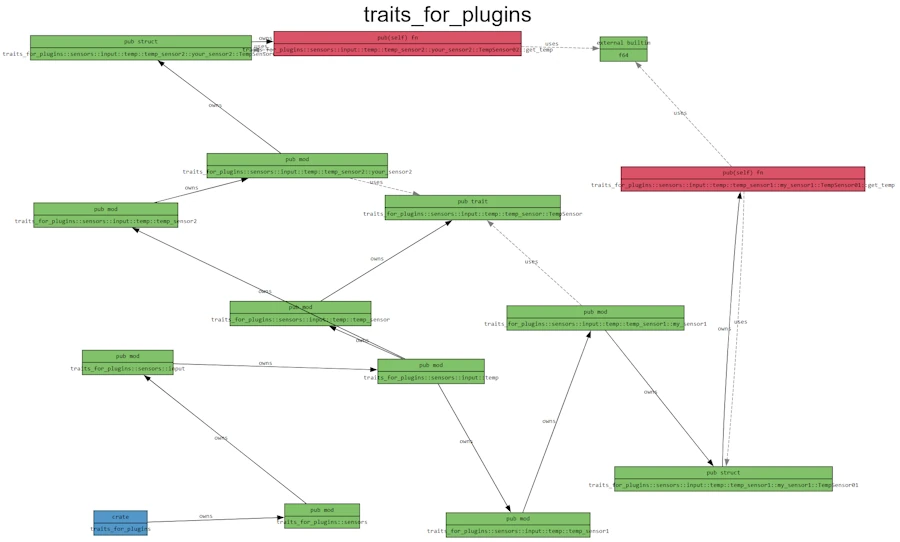 traits_for_plugins
pub struct
traits_for_plugins::sensors::input::temp::temp_sensor2::your_sensor2::TempSensor02
owns
uses
pub(self) fn
traits_for_plugins::sensors::input::temp::temp_sensor2::your_sensor2::TempSensor02::get_temp
uses
external builtin
f64
owns
uses
pub mod
traits_for_plugins::sensors::input::temp::temp_sensor2::your_sensor2
pub(self) fn
traits_for_plugins::sensors::input::temp::temp_sensor1::my_sensor1::TempSensor01::get_temp
owns
uses
pub mod
traits_for_plugins::sensors::input::temp::temp_sensor2
pub trait
traits_for_plugins::sensors::input::temp::temp_sensor::TempSensor
owns
uses
owns
pub mod
traits_for_plugins::sensors::input::temp::temp_sensor
pub mod
traits_for_plugins::sensors::input::temp::temp_sensor1::my_sensor1
owns
uses
owns
pub mod
traits_for_plugins::sensors::input
owns
pub mod
traits_for_plugins::sensors::input::temp
owns
owns
owns
owns
pub struct
traits_for_plugins::sensors::input::temp::temp_sensor1::my_sensor1::TempSensor01
crate
traits_for_plugins
owns
pub mod
traits_for_plugins::sensors
pub mod
traits_for_plugins::sensors::input::temp::temp_sensor1